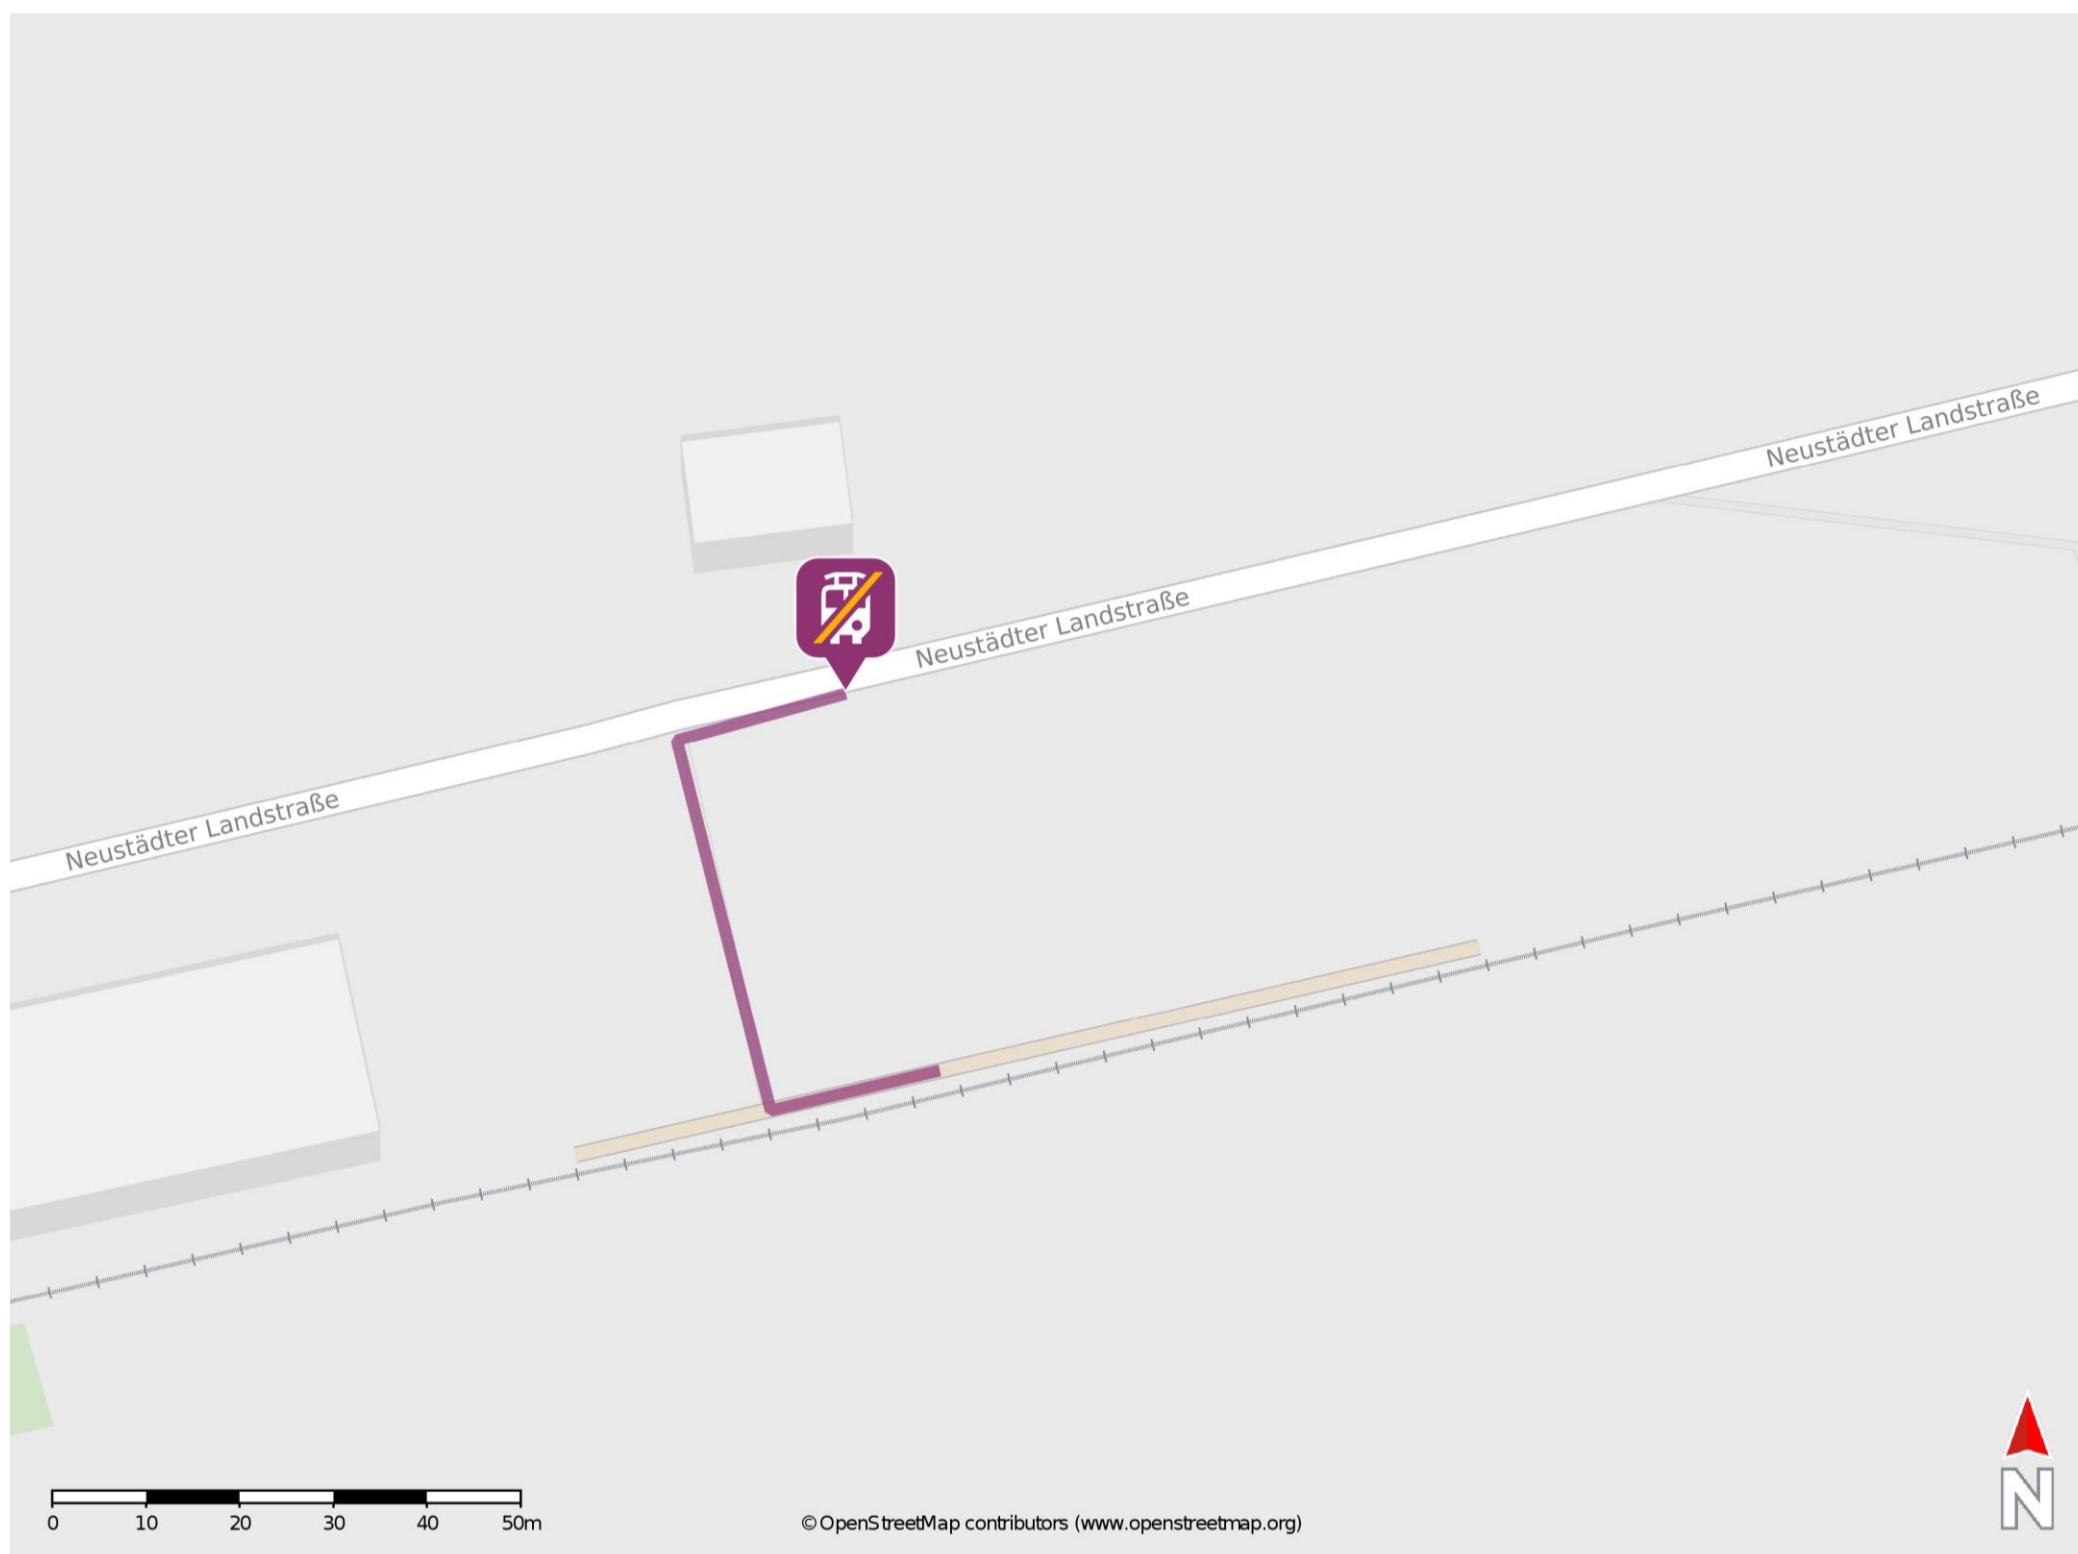 Neustädter Landstraße
Neustädter Landstraße
Neustädter Landstraße
0 10 20 30 40 50m
© OpenStreetMap contributors (www.openstreetmap.org)
N